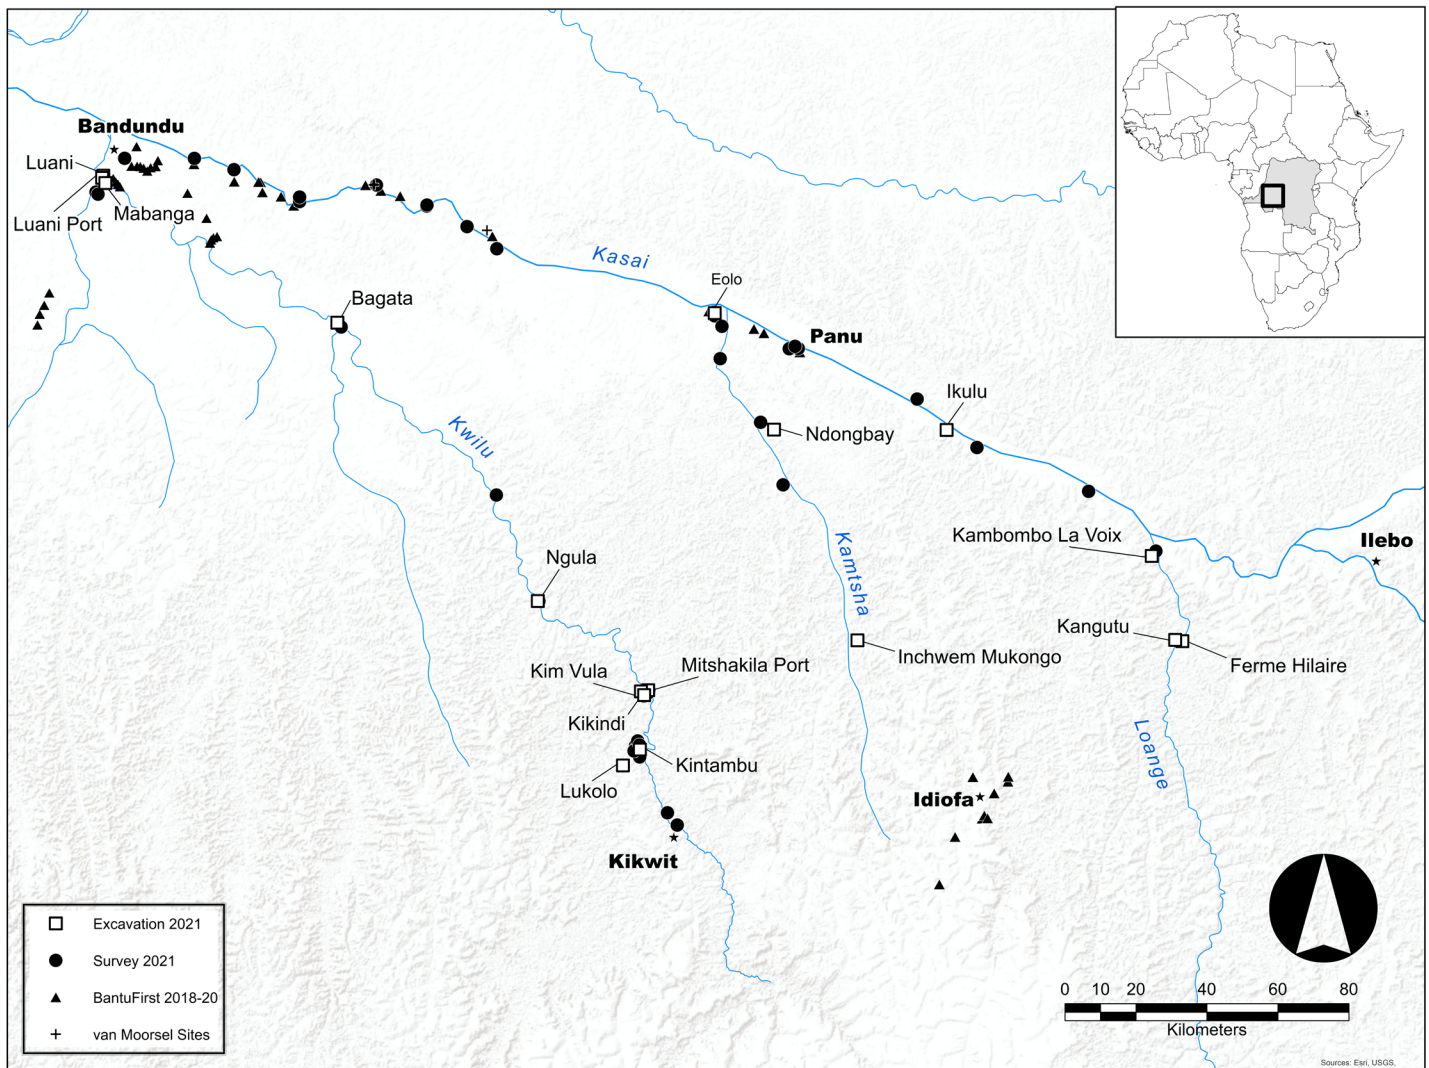 Bandundu
Luani
Mabanga
Luani Port
Kasai
Eolo
Bagata
Panu
Ikulu
Ndongbay
Kwilu
Kambombo La Voix
Ilebo
Kamtsha
Ngula
Kangutu
Inchwem Mukongo
Ferme Hilaire
Mitshakila Port
Kim Vula
Kikindi
Loange
Kintambu
Lukolo
Idiofa
Kikwit
Excavation 2021
Survey 2021
BantuFirst 2018-20
van Moorsel Sites
0 10 20 40 60 80
Kilometers
Sources: Esri, USGS,